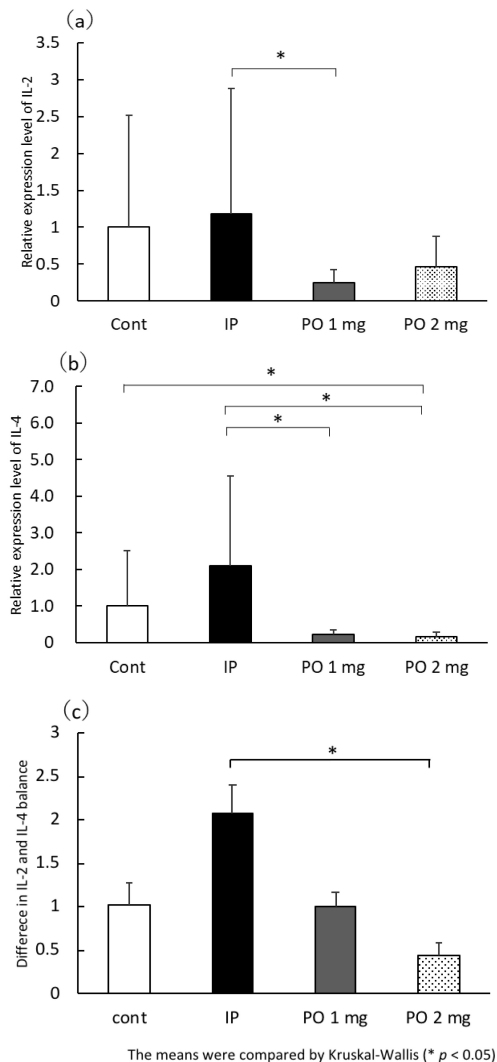 (a)
Relative expression level of IL-2
3.5
3
2.5
2
1.5
1
0.5
0
*
Cont IP PO 1 mg PO 2 mg
(b)
Relative expression level of IL-4
7.0
6.0
5.0
4.0
3.0
2.0
1.0
0
*
*
*
Cont IP PO 1 mg PO 2 mg
(c)
Differece in IL-2 and IL-4 balance
3
2.5
2
1.5
1
0.5
0
*
cont IP PO 1 mg PO 2 mg
The means were compared by Kruskal-Wallis (* p < 0.05)